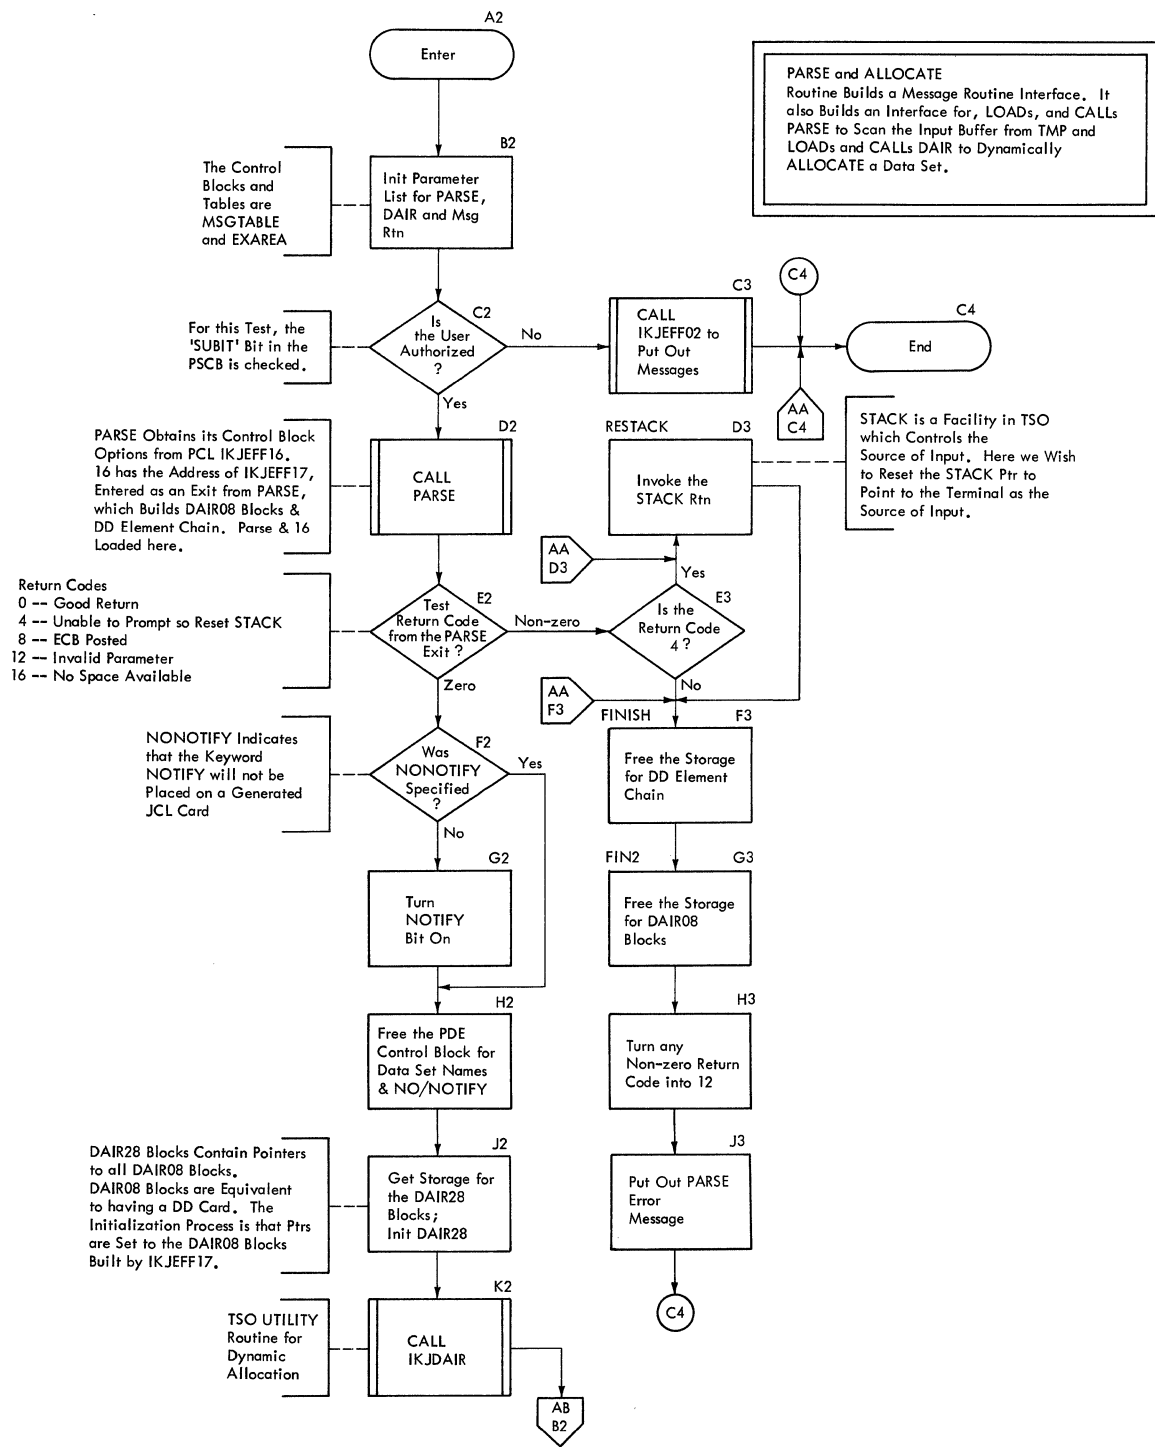 A2
Enter
PARSE and ALLOCATE
Routine Builds a Message Routine Interface. It
also Builds an Interface for, LOADs, and CALLs
PARSE to Scan the Input Buffer from TMP and
LOADs and CALLs DAIR to Dynamically
ALLOCATE a Data Set.
B2
The Control
Blocks and
Tables are
MSGTABLE
and EXAREA
Init Parameter
List for PARSE,
DAIR and Msg
Rtn
C2
For this Test, the
'SUBIT' Bit in the
PSCB is checked.
Is
the User
Authorized
?
No
Yes
C3
CALL
IKJEFF02 to
Put Out
Messages
C4
C4
End
AA
C4
D2
PARSE Obtains its Control Block
Options from PCL IKJEFF16.
16 has the Address of IKJEFF17,
Entered as an Exit from PARSE,
which Builds DAIR08 Blocks &
DD Element Chain. Parse & 16
Loaded here.
CALL
PARSE
RESTACK
D3
Invoke the
STACK Rtn
STACK is a Facility in TSO
which Controls the
Source of Input. Here we Wish
to Reset the STACK Ptr to
Point to the Terminal as the
Source of Input.
AA
D3
Yes
Return Codes
0 -- Good Return
4 -- Unable to Prompt so Reset STACK
8 -- ECB Posted
12 -- Invalid Parameter
16 -- No Space Available
E2
Test
Return Code
from the PARSE
Exit ?
Non-zero
Zero
E3
Is the
Return Code
4 ?
No
AA
F3
NONOTIFY Indicates
that the Keyword
NOTIFY will not be
Placed on a Generated
JCL Card
F2
Was
NONOTIFY
Specified
?
Yes
No
FINISH
F3
Free the Storage
for DD Element
Chain
G2
Turn
NOTIFY
Bit On
FIN2
G3
Free the Storage
for DAIR08
Blocks
H2
Free the PDE
Control Block for
Data Set Names
& NO/NOTIFY
H3
Turn any
Non-zero Return
Code into 12
J2
DAIR28 Blocks Contain Pointers
to all DAIR08 Blocks.
DAIR08 Blocks are Equivalent
to having a DD Card. The
Initialization Process is that Ptrs
are Set to the DAIR08 Blocks
Built by IKJEFF17.
Get Storage for
the DAIR28
Blocks;
Init DAIR28
J3
Put Out PARSE
Error
Message
C4
K2
TSO UTILITY
Routine for
Dynamic
Allocation
CALL
IKJDAIR
AB
B2